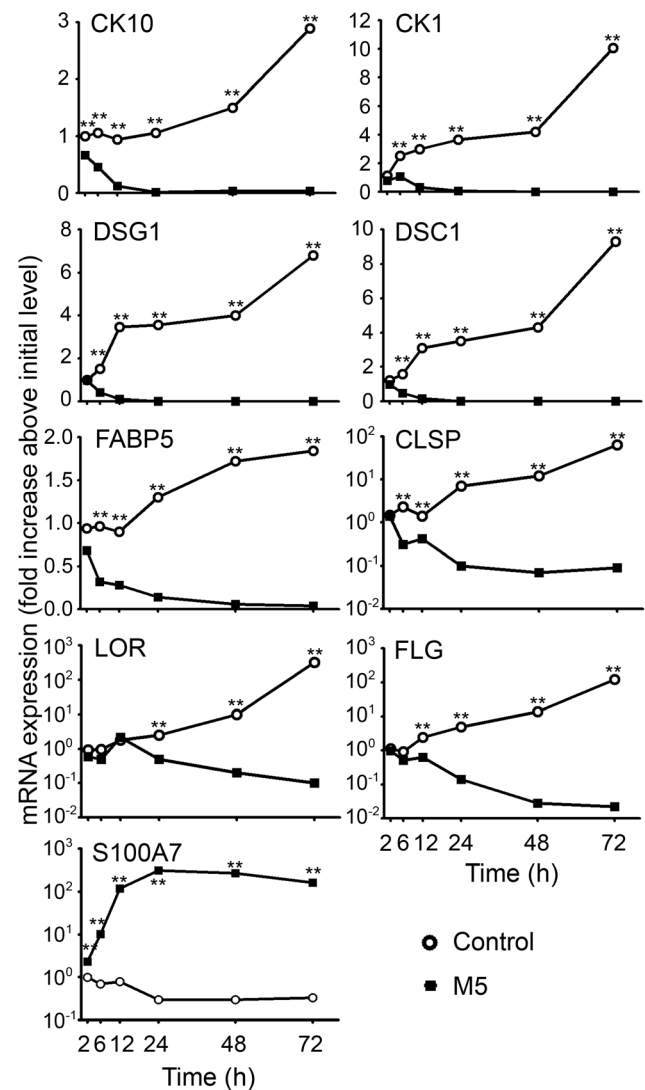 mRNA expression (fold increase above initial level)
CK10
3
2
1
0
** ** ** ** ** **
CK1
12
10
8
6
4
2
0
** ** ** ** **
DSG1
8
6
4
2
0
** ** ** ** **
DSC1
10
8
6
4
2
0
** ** ** ** **
FABP5
2.0
1.5
1.0
0.5
0.0
** ** ** ** **
CLSP
10²
10¹
10⁰
10⁻¹
10⁻²
** ** ** ** **
LOR
10³
10²
10¹
10⁰
10⁻¹
10⁻²
** ** **
FLG
10³
10²
10¹
10⁰
10⁻¹
10⁻²
** ** ** **
2 6 12 24 48 72
Time (h)
S100A7
10³
10²
10¹
10⁰
10⁻¹
** ** ** ** ** **
2 6 12 24 48 72
Time (h)
Control
M5